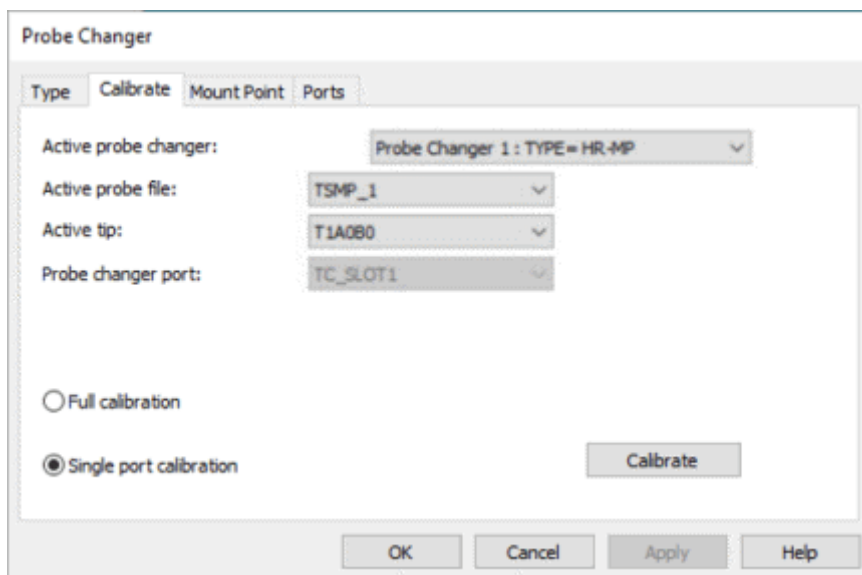 Probe Changer
Type Calibrate Mount Point Ports
Active probe changer: Probe Changer 1 : TYPE= HR-MP
Active probe file: TSMP_1
Active tip: T1A0B0
Probe changer port: TC_SLOT1
Full calibration
Single port calibration Calibrate
OK Cancel Apply Help